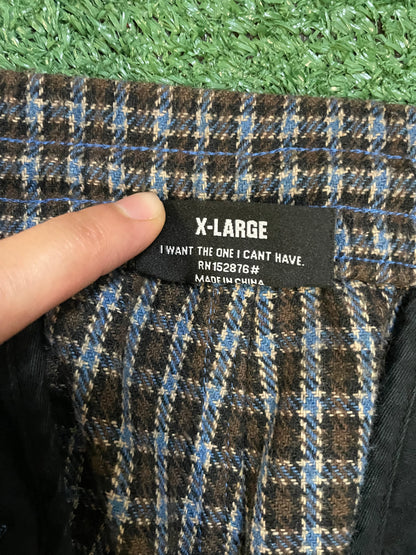 X-LARGE
I WANT THE ONE I CANT HAVE.
RN152876#
MADE IN CHINA